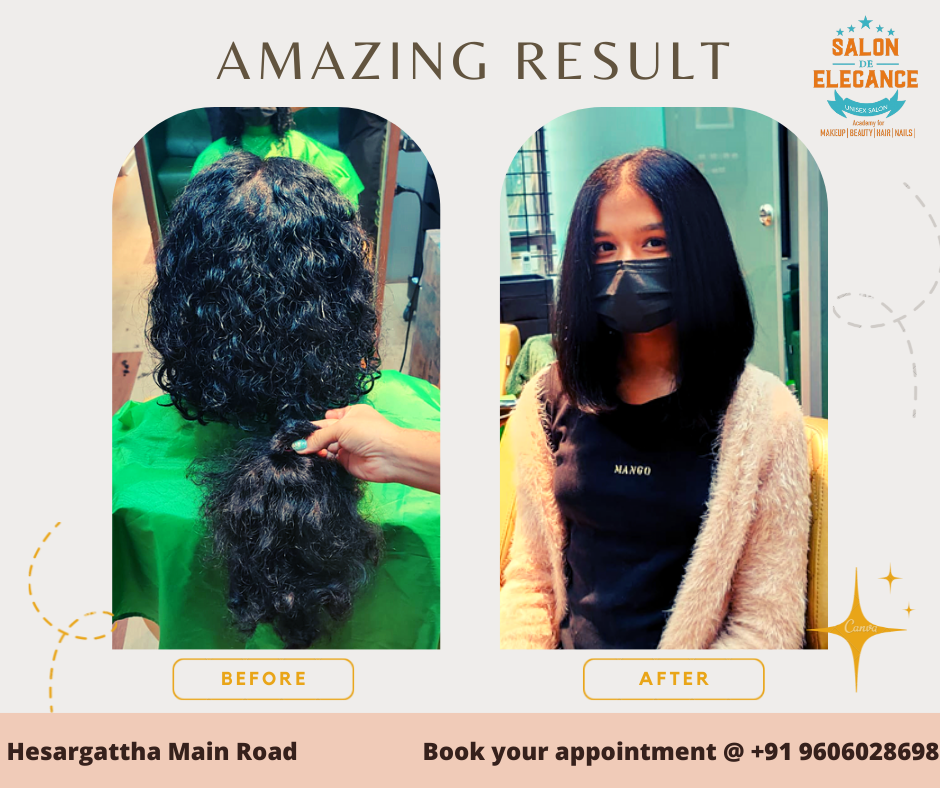 AMAZING RESULT
SALON
DE
ELEGANCE
UNISEX SALON
Academy for
MAKEUP | BEAUTY | HAIR | NAILS |
MANGO
Canva
BEFORE
AFTER
Hesargattha Main Road
Book your appointment @ +91 9606028698